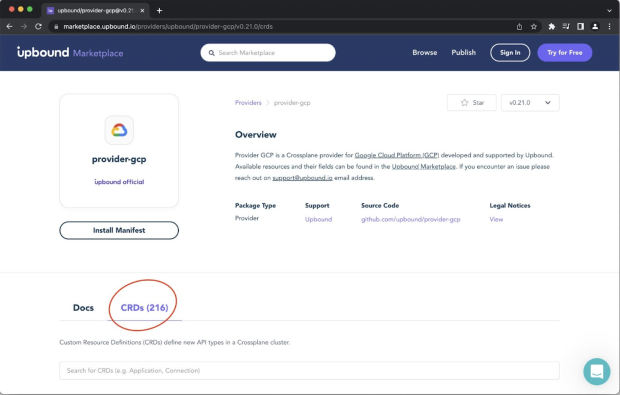 upbound/provider-gcp@v0.21
marketplace.upbound.io/providers/upbound/provider-gcp/v0.21.0/crds
upbound Marketplace
Search Marketplace
Browse
Publish
Sign In
Try for Free
Providers > provider-gcp
Star
v0.21.0
provider-gcp
upbound official
Install Manifest
Overview
Provider GCP is a Crossplane provider for Google Cloud Platform (GCP) developed and supported by Upbound.
Available resources and their fields can be found in the Upbound Marketplace. If you encounter an issue please
reach out on support@upbound.io email address.
Package Type Support Source Code Legal Notices
Provider Upbound github.com/upbound/provider-gcp View
Docs CRDs (216)
Custom Resource Definitions (CRDs) define new API types in a Crossplane cluster.
Search for CRDs (e.g. Application, Connection)